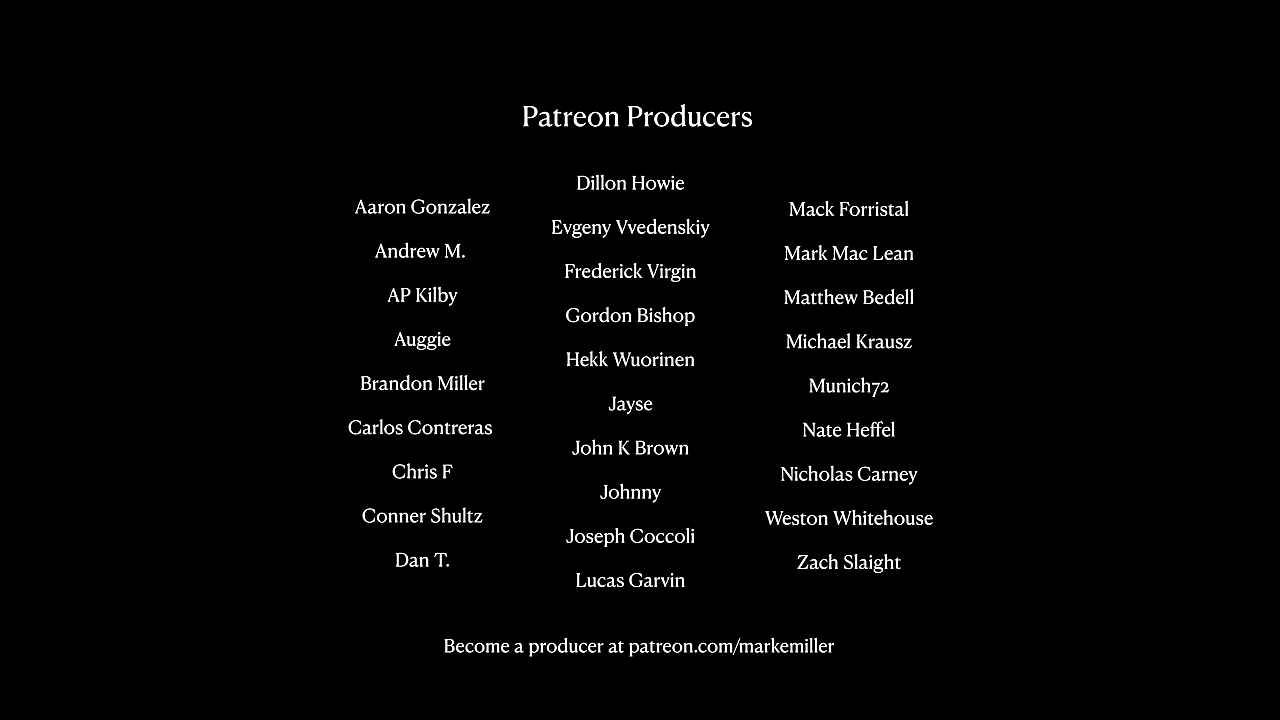 Patreon Producers
Aaron Gonzalez
Andrew M.
AP Kilby
Auggie
Brandon Miller
Carlos Contreras
Chris F
Conner Shultz
Dan T.
Dillon Howie
Evgeny Vvedenskiy
Frederick Virgin
Gordon Bishop
Hekk Wuorinen
Jayse
John K Brown
Johnny
Joseph Coccoli
Lucas Garvin
Mack Forristal
Mark Mac Lean
Matthew Bedell
Michael Krausz
Munich72
Nate Heffel
Nicholas Carney
Weston Whitehouse
Zach Slaight
Become a producer at patreon.com/markemiller